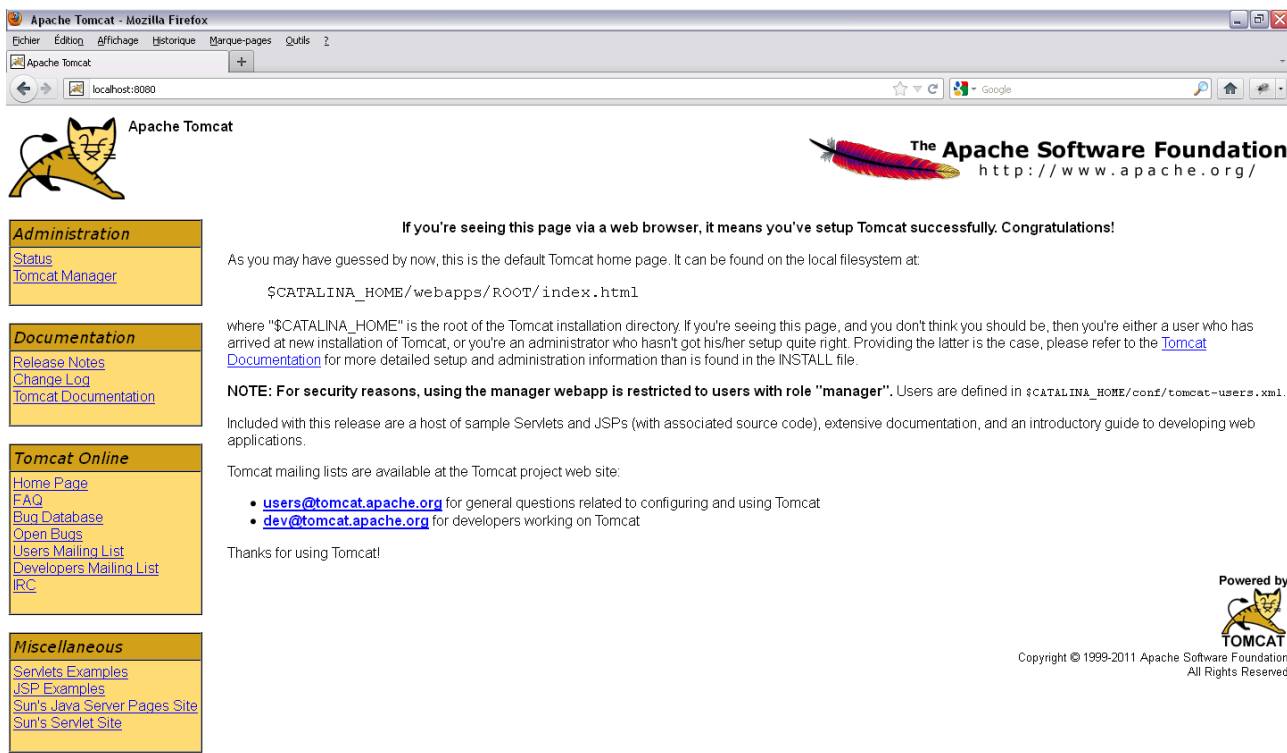 Apache Tomcat - Mozilla Firefox
Fichier Édition Affichage Historique Marque-pages Outils ?
Apache Tomcat
localhost:8080
Google
Apache Tomcat
The Apache Software Foundation
http://www.apache.org/
Administration
Status
Tomcat Manager
Documentation
Release Notes
Change Log
Tomcat Documentation
Tomcat Online
Home Page
FAQ
Bug Database
Open Bugs
Users Mailing List
Developers Mailing List
IRC
Miscellaneous
Servlets Examples
JSP Examples
Sun's Java Server Pages Site
Sun's Servlet Site
If you're seeing this page via a web browser, it means you've setup Tomcat successfully. Congratulations!
As you may have guessed by now, this is the default Tomcat home page. It can be found on the local filesystem at:
$CATALINA_HOME/webapps/ROOT/index.html
where "$CATALINA_HOME" is the root of the Tomcat installation directory. If you're seeing this page, and you don't think you should be, then you're either a user who has
arrived at new installation of Tomcat, or you're an administrator who hasn't got his/her setup quite right. Providing the latter is the case, please refer to the Tomcat
Documentation for more detailed setup and administration information than is found in the INSTALL file.
NOTE: For security reasons, using the manager webapp is restricted to users with role "manager". Users are defined in $CATALINA_HOME/conf/tomcat-users.xml.
Included with this release are a host of sample Servlets and JSPs (with associated source code), extensive documentation, and an introductory guide to developing web
applications.
Tomcat mailing lists are available at the Tomcat project web site:
• users@tomcat.apache.org for general questions related to configuring and using Tomcat
• dev@tomcat.apache.org for developers working on Tomcat
Thanks for using Tomcat!
Powered by
TOMCAT
Copyright © 1999-2011 Apache Software Foundation
All Rights Reserved